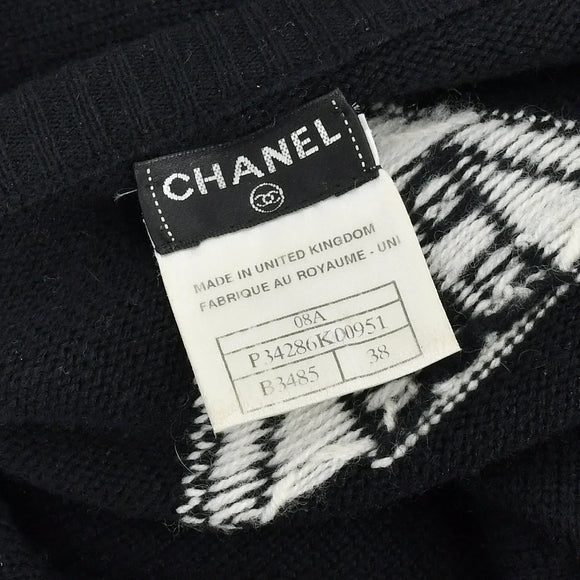 CHANEL
MADE IN UNITED KINGDOM
FABRIQUE AU ROYAUME - UNI
08A
P34286K00951
B3485 38